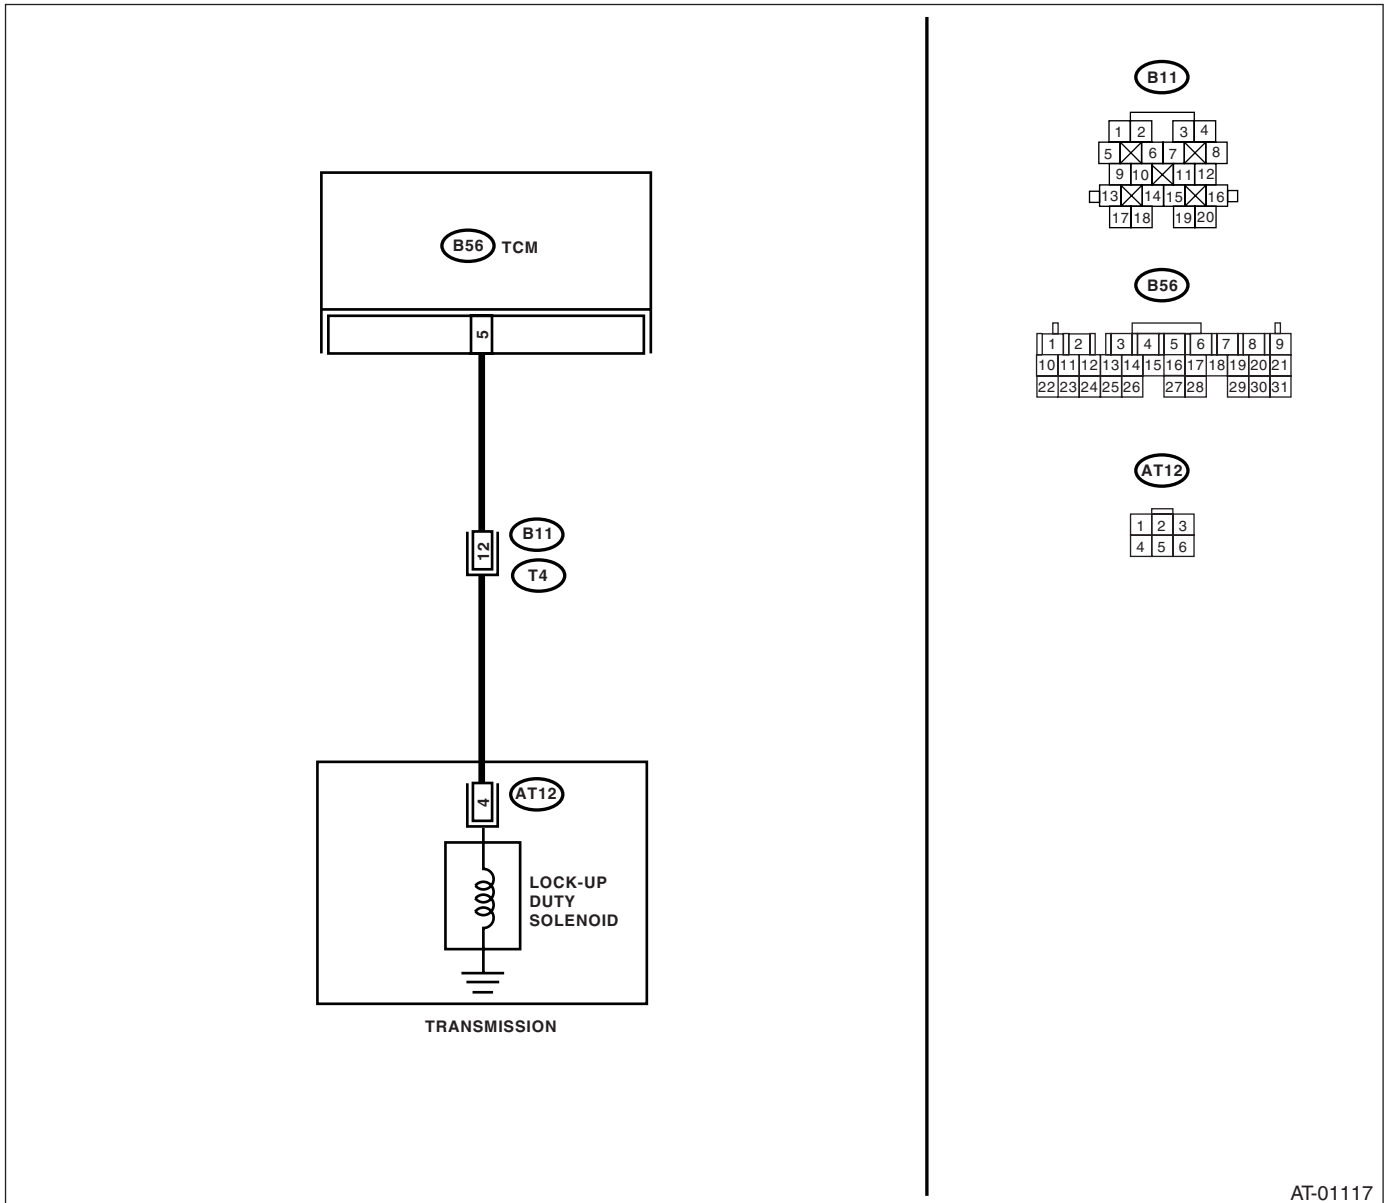 B56 TCM
5
12
B11
T4
4
AT12
LOCK-UP
DUTY
SOLENOID
TRANSMISSION
B11
1 2 3 4
5 6 7 8
9 10 11 12
13 14 15 16
17 18 19 20
B56
1 2 3 4 5 6 7 8 9
10 11 12 13 14 15 16 17 18 19 20 21
22 23 24 25 26 27 28 29 30 31
AT12
1 2 3
4 5 6
AT-01117